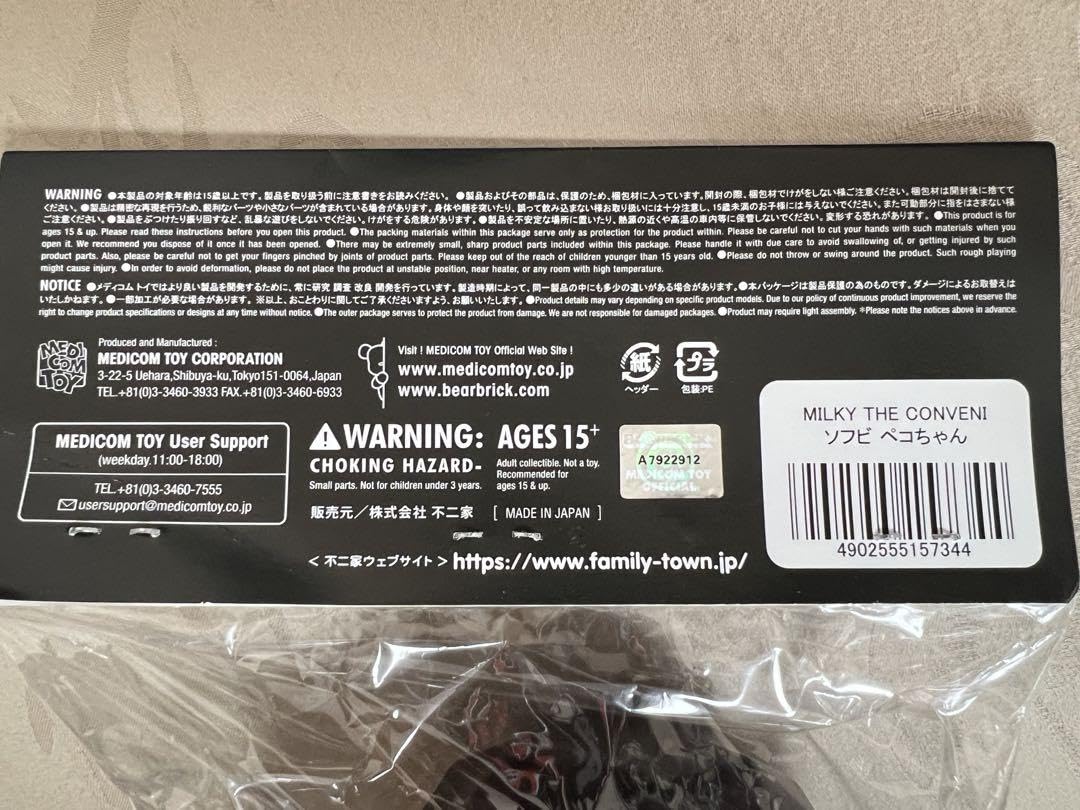 WARNING ●本製品の対象年齢は15歳以上です。製品を取り扱う前に注意書きをお読みください。 ●製品およびその部品は、保護のため、梱包材に入っています。開封の際、梱包材でけがをしない様ご注意ください。梱包材は開封後に捨てて
ください。●製品は精密な再現を行うため、鋭利なパーツや小さなパーツが含まれている場合があります。身体や顔を突いたり、誤って飲み込まない様お取り扱いには十分注意し、15歳未満のお子様には与えないでください。また可動部分に指をはさまない様
ご注意ください。●製品をぶつけたり振り回すなど、乱暴な遊びをしないでください。けがをする危険があります。●製品を不安定な場所に置いたり、熱源の近くや高温の車内等に保管しないでください。変形する恐れがあります。 ●This product is for
ages 15 & up. Please read these instructions before you open this product. ●The packing materials within this package serve only as protection for the product within. Please be careful not to cut your hands with such materials when you
open it. We recommend you dispose of it once it has been opened. ●There may be extremely small, sharp product parts included within this package. Please handle it with due care to avoid swallowing of, or getting injured by such
product parts. Also, please be careful not to get your fingers pinched by joints of product parts. Please keep out of the reach of children younger than 15 years old. ●Please do not throw or swing around the product. Such rough playing
might cause injury. ●In order to avoid deformation, please do not place the product at unstable position, near heater, or any room with high temperature.
NOTICE ●メディコム トイではより良い製品を開発するために、常に研究 調査 改良 開発を行っています。製造時期によって、同一製品の中にも多少の違いがある場合があります。●本パッケージは製品保護の為のものです。ダメージによるお取替えは
いたしかねます。●一部加工が必要な場合があります。※以上、おことわりに関してご了承くださいますよう、お願いいたします。●Product details may vary depending on specific product models. Due to our policy of continuous product improvement, we reserve the
right to change product specifications or designs at any time without notice. ●The outer package serves to protect the product from damage. We are not responsible for damaged packages. ●Product may require light assembly. *Please note the notices above in advance.
MEDI
COM
TOY
Produced and Manufactured :
MEDICOM TOY CORPORATION
3-22-5 Uehara,Shibuya-ku,Tokyo151-0064,Japan
TEL.+81(0)3-3460-3933 FAX.+81(0)3-3460-6933
Visit ! MEDICOM TOY Official Web Site !
www.medicomtoy.co.jp
www.bearbrick.com
紙
ヘッダー
プラ
包装:PE
MEDICOM TOY User Support
(weekday.11:00-18:00)
TEL.+81(0)3-3460-7555
usersupport@medicomtoy.co.jp
WARNING:
CHOKING HAZARD-
Small parts. Not for children under 3 years.
AGES 15+
Adult collectible. Not a toy.
Recommended for
ages 15 & up.
A7922912
MEDICOM TOY
OFFICIAL
販売元／株式会社 不二家 [ MADE IN JAPAN ]
< 不二家ウェブサイト > https://www.family-town.jp/
MILKY THE CONVENI
ソフビ ペコちゃん
4902555157344